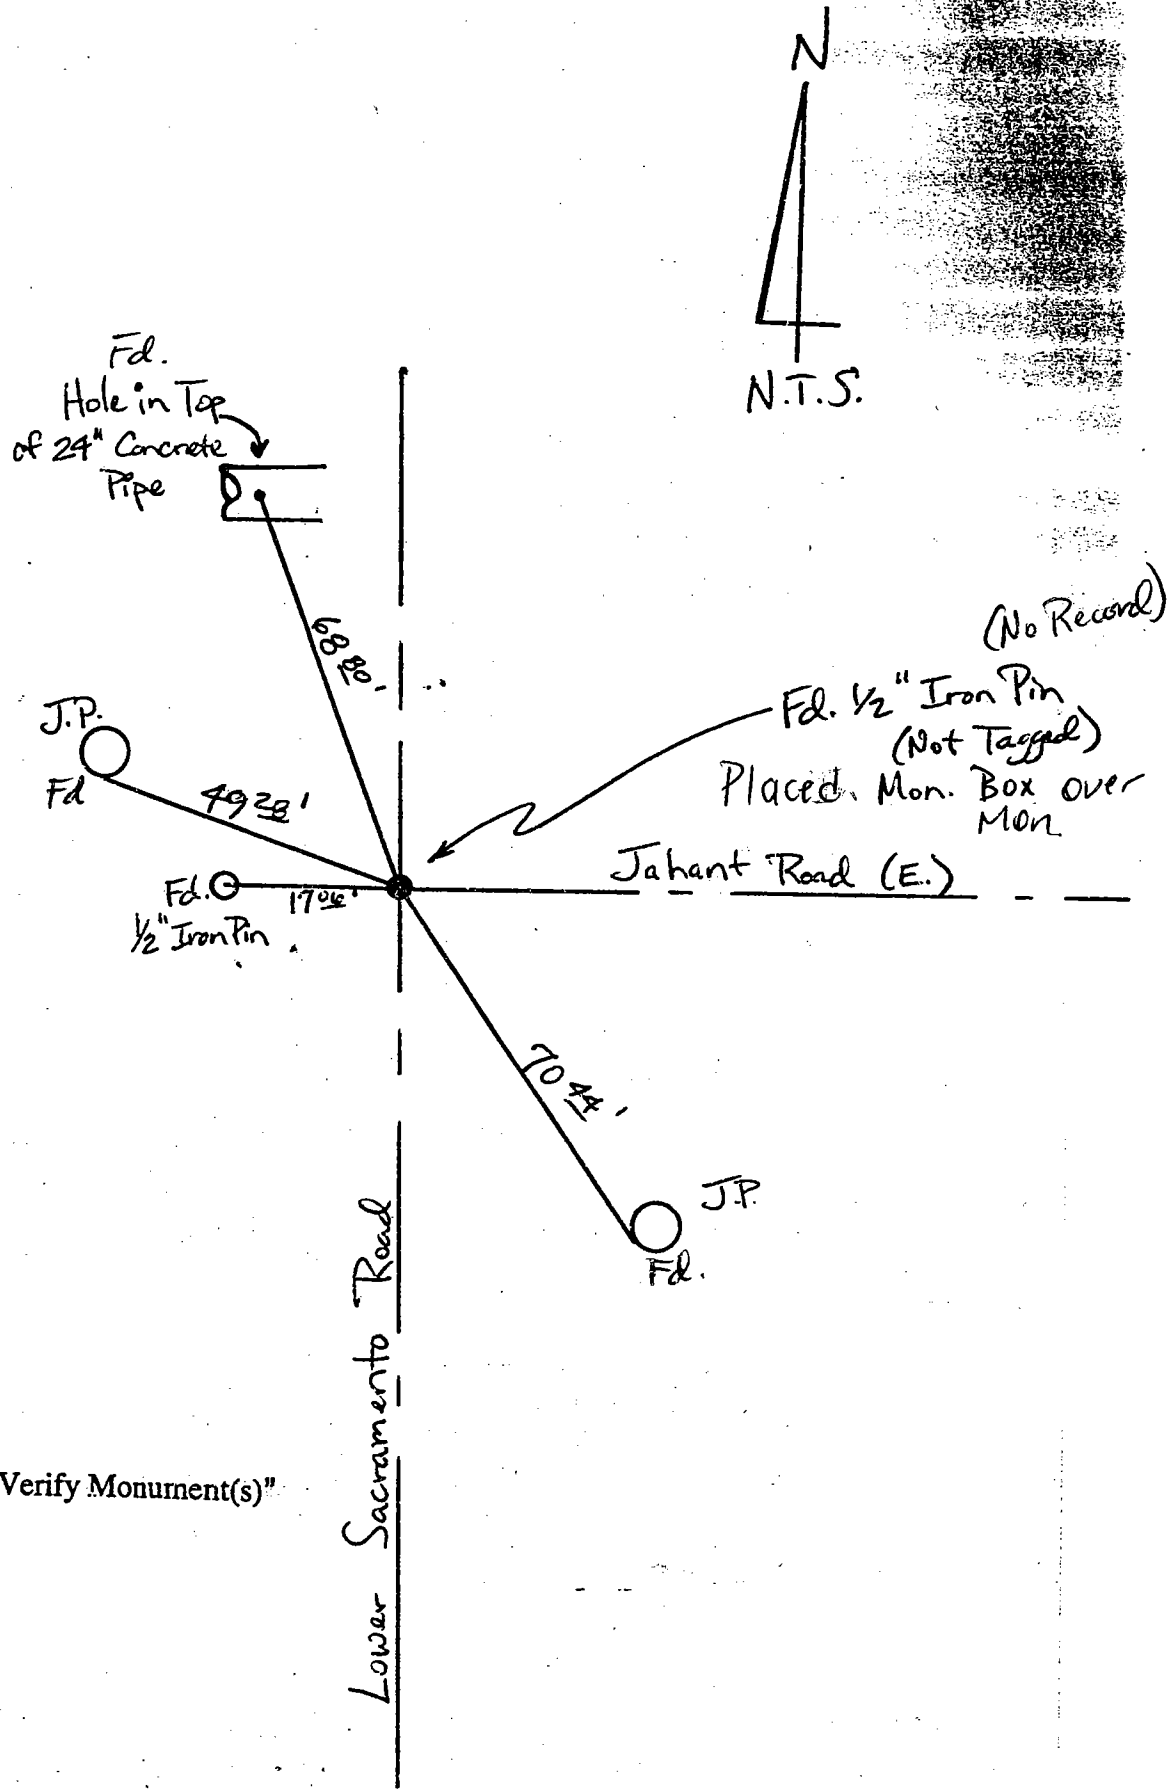 N
N.T.S.
Fd.
Hole in Top
of 24" Concrete
Pipe
68 80'
(No Record)
Fd. 1/2" Iron Pin
(Not Tagged)
Placed Mon. Box over
Mon
J.P.
Fd
49 28'
Jahant Road (E.)
Fd.
17 06'
1/2" Iron Pin
70 44'
J.P.
Fd.
Lower Sacramento Road
Verify Monument(s)"